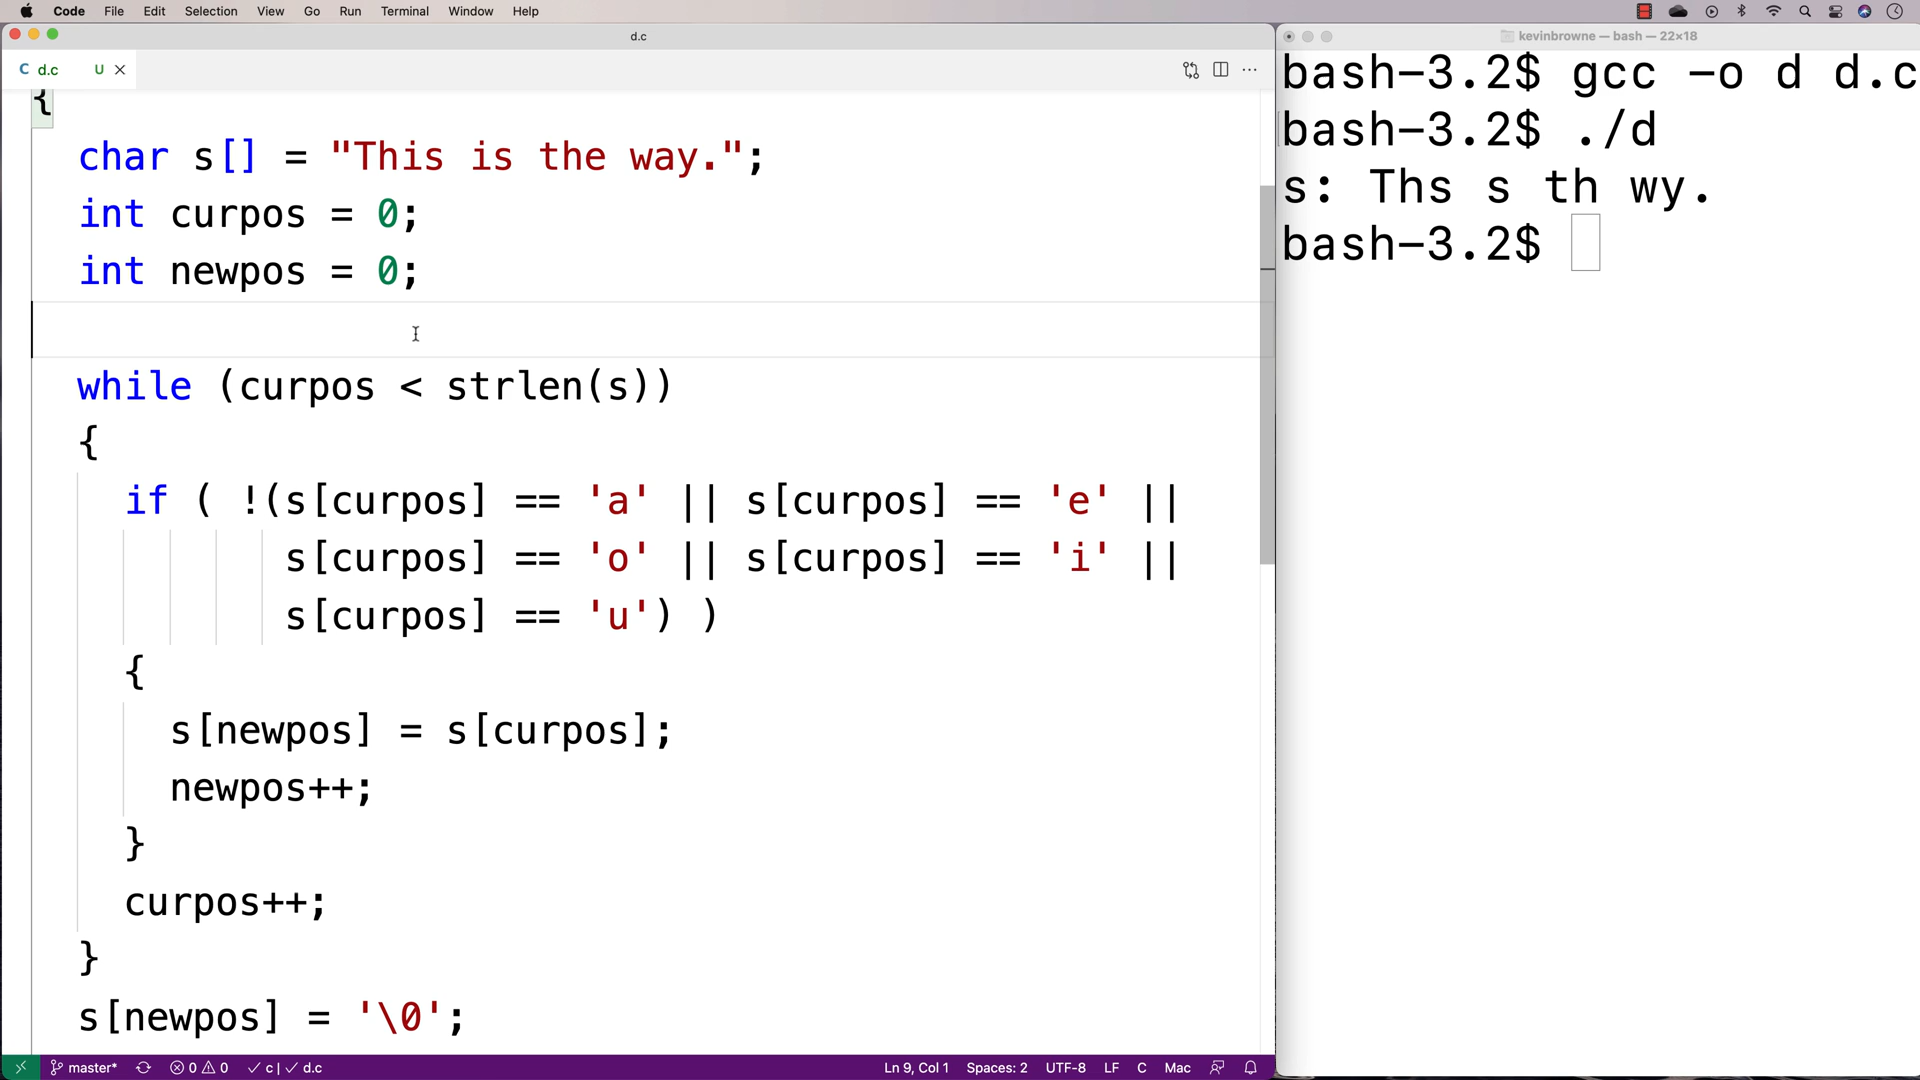 Code File Edit Selection View Go Run Terminal Window Help
d.c
C d.c U
{
char s[] = "This is the way.";
int curpos = 0;
int newpos = 0;
while (curpos < strlen(s))
{
if ( !(s[curpos] == 'a' || s[curpos] == 'e' ||
s[curpos] == 'o' || s[curpos] == 'i' ||
s[curpos] == 'u') )
{
s[newpos] = s[curpos];
newpos++;
}
curpos++;
}
s[newpos] = '\0';
master* 0 0 c | d.c Ln 9, Col 1 Spaces: 2 UTF-8 LF C Mac
kevinbrowne — bash — 22×18
bash-3.2$ gcc -o d d.c
bash-3.2$ ./d
s: Ths s th wy.
bash-3.2$